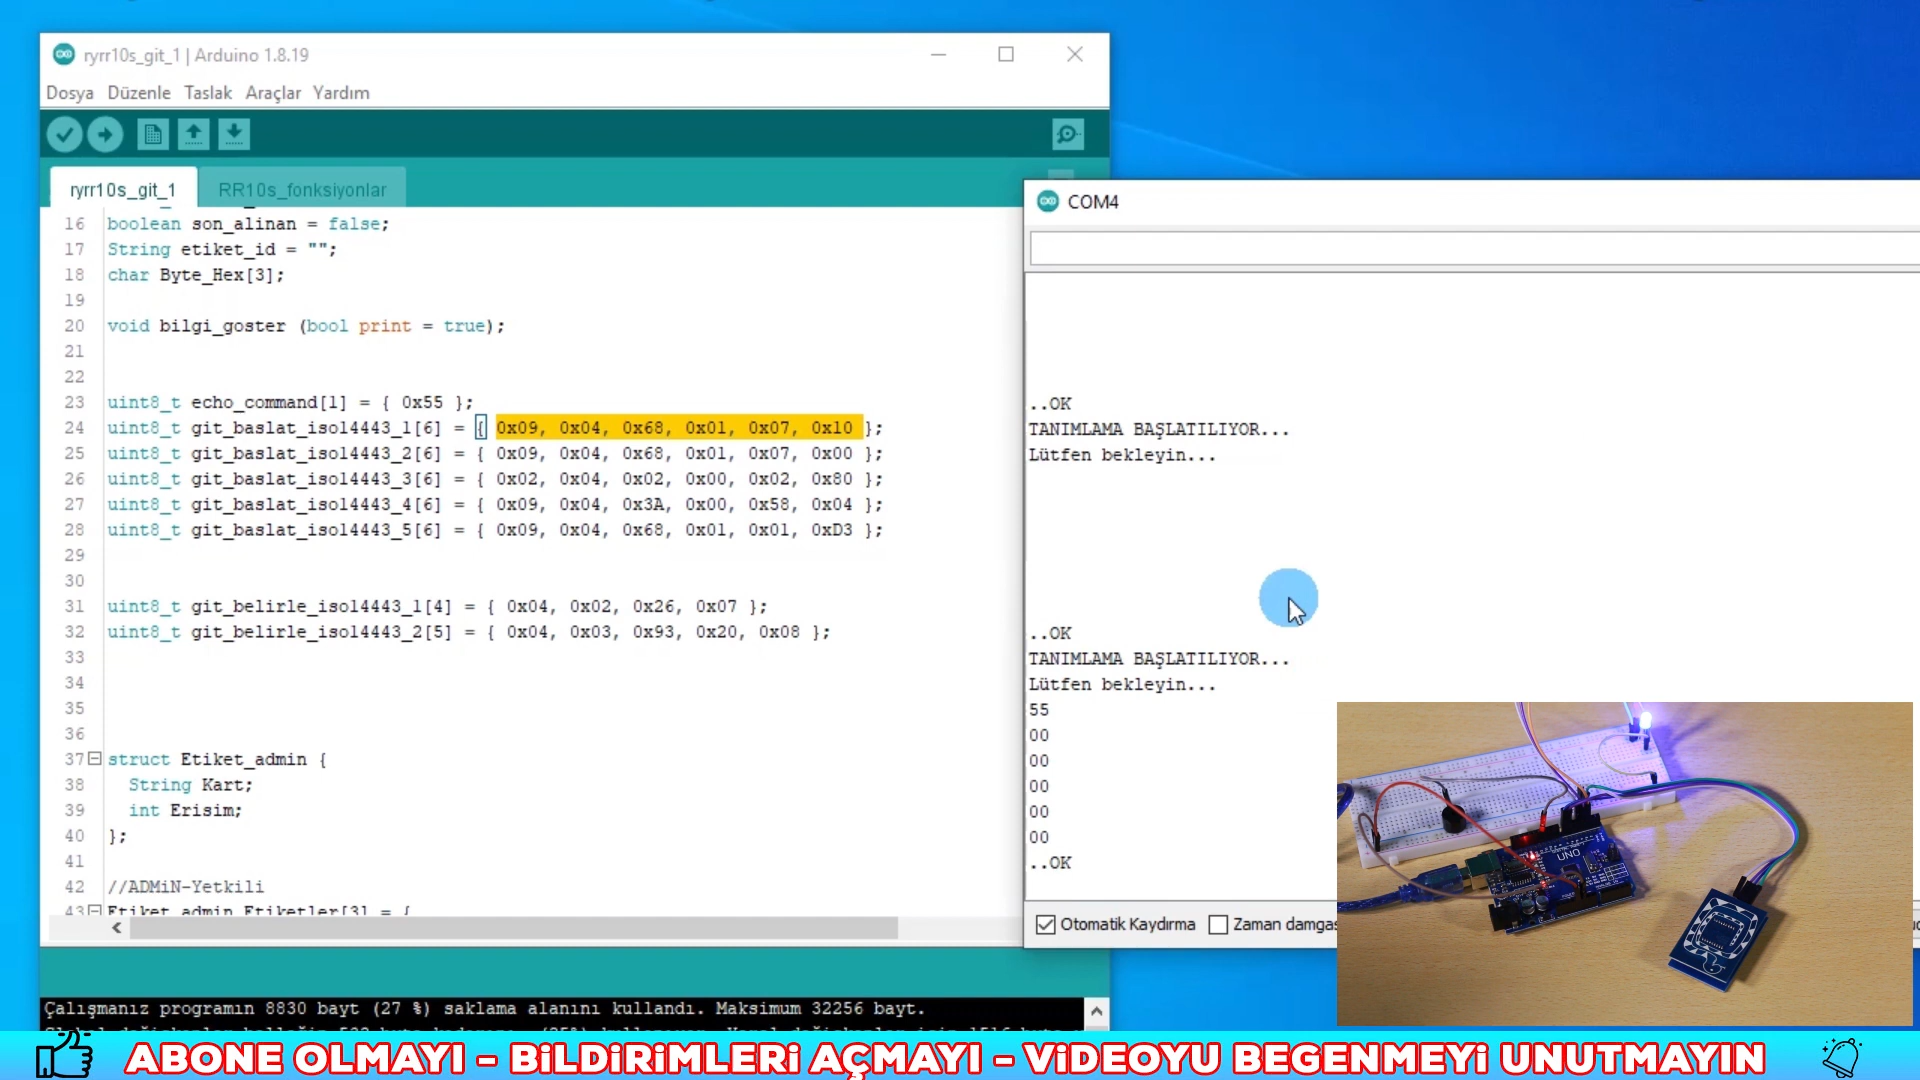 ryrr10s_git_1 | Arduino 1.8.19
Dosya Düzenle Taslak Araçlar Yardım
ryrr10s_git_1 RR10s_fonksiyonlar
16 boolean son_alinan = false;
17 String etiket_id = "";
18 char Byte_Hex[3];
19
20 void bilgi_goster (bool print = true);
21
22
23 uint8_t echo_command[1] = { 0x55 };
24 uint8_t git_baslat_iso14443_1[6] = { 0x09, 0x04, 0x68, 0x01, 0x07, 0x10 };
25 uint8_t git_baslat_iso14443_2[6] = { 0x09, 0x04, 0x68, 0x01, 0x07, 0x00 };
26 uint8_t git_baslat_iso14443_3[6] = { 0x02, 0x04, 0x02, 0x00, 0x02, 0x80 };
27 uint8_t git_baslat_iso14443_4[6] = { 0x09, 0x04, 0x3A, 0x00, 0x58, 0x04 };
28 uint8_t git_baslat_iso14443_5[6] = { 0x09, 0x04, 0x68, 0x01, 0x01, 0xD3 };
29
30
31 uint8_t git_belirle_iso14443_1[4] = { 0x04, 0x02, 0x26, 0x07 };
32 uint8_t git_belirle_iso14443_2[5] = { 0x04, 0x03, 0x93, 0x20, 0x08 };
33
34
35
36
37 struct Etiket_admin {
38 String Kart;
39 int Erisim;
40 };
41
42 //ADMiN-Yetkili
43 Etiket_admin Etiketler[3] = {
Çalışmanız programın 8830 bayt (27 %) saklama alanını kullandı. Maksimum 32256 bayt.
COM4
..OK
TANIMLAMA BAŞLATILIYOR...
Lütfen bekleyin...
..OK
TANIMLAMA BAŞLATILIYOR...
Lütfen bekleyin...
55
00
00
00
00
00
..OK
Otomatik Kaydırma Zaman damgas
UNO
ABONE OLMAYI - BiLDiRiMLERi AÇMAYI - ViDEOYU BEGENMEYi UNUTMAYIN